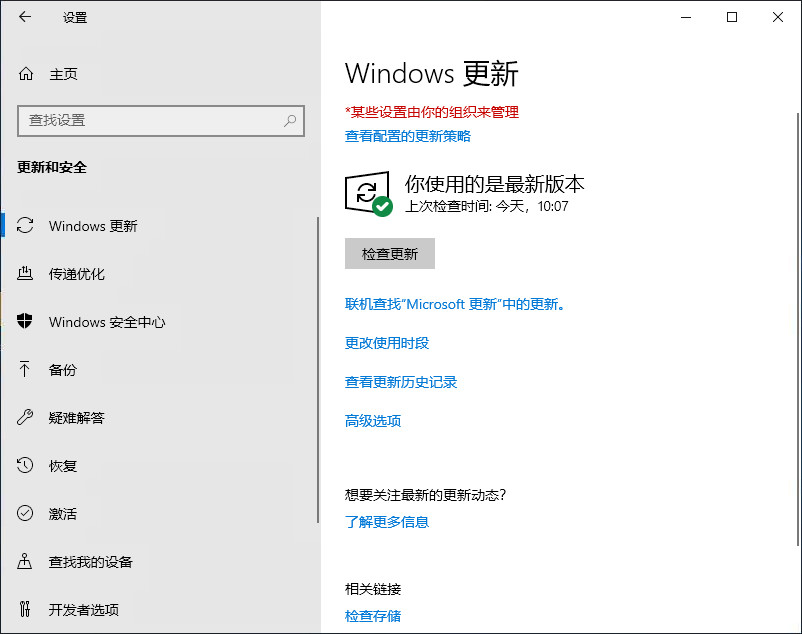 设置
主页
查找设置
更新和安全
Windows 更新
传递优化
Windows 安全中心
备份
疑难解答
恢复
激活
查找我的设备
开发者选项
Windows 更新
*某些设置由你的组织来管理
查看配置的更新策略
你使用的是最新版本
上次检查时间: 今天，10:07
检查更新
联机查找"Microsoft 更新"中的更新。
更改使用时段
查看更新历史记录
高级选项
想要关注最新的更新动态?
了解更多信息
相关链接
检查存储